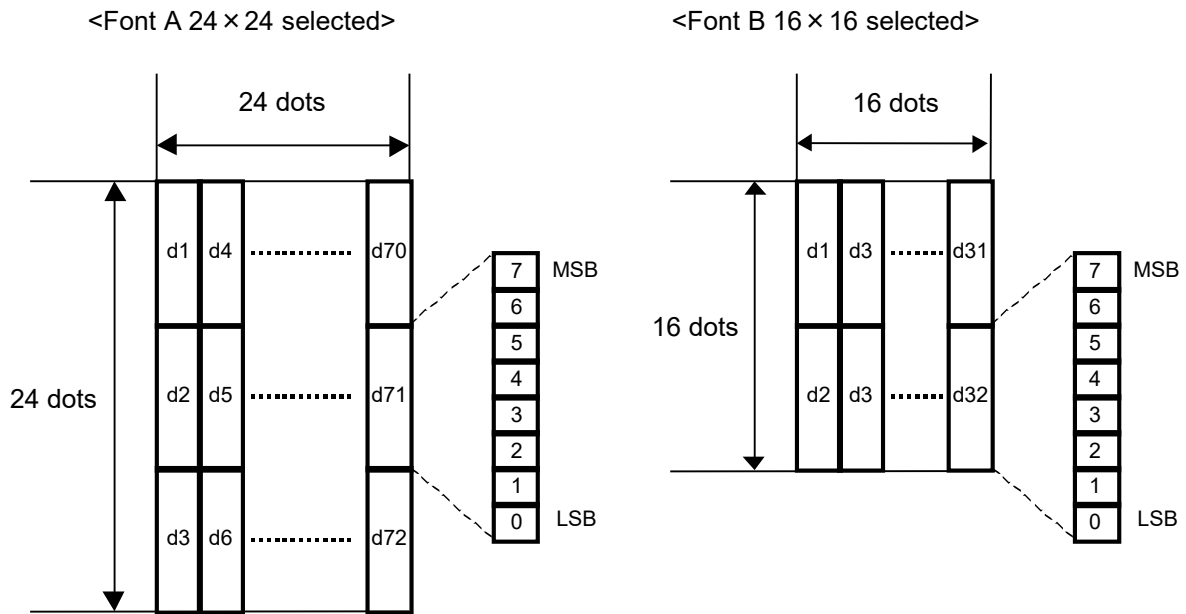 <Font A 24×24 selected>
24 dots
24 dots
d1 d4 d70
d2 d5 d71
d3 d6 d72
7 MSB
6
5
4
3
2
1
0 LSB
<Font B 16×16 selected>
16 dots
16 dots
d1 d3 d31
d2 d3 d32
7 MSB
6
5
4
3
2
1
0 LSB